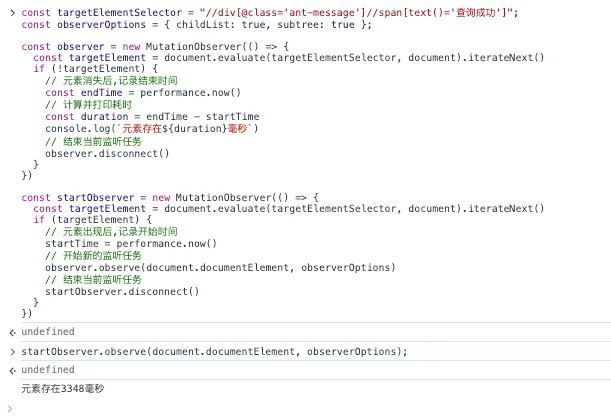 const targetElementSelector = "//div[@class='ant-message']//span[text()='查询成功']";
const observerOptions = { childList: true, subtree: true };
const observer = new MutationObserver(() => {
const targetElement = document.evaluate(targetElementSelector, document).iterateNext()
if (!targetElement) {
// 元素消失后,记录结束时间
const endTime = performance.now()
// 计算并打印耗时
const duration = endTime - startTime
console.log(`元素存在${duration}毫秒`)
// 结束当前监听任务
observer.disconnect()
}
})
const startObserver = new MutationObserver(() => {
const targetElement = document.evaluate(targetElementSelector, document).iterateNext()
if (targetElement) {
// 元素出现后,记录开始时间
startTime = performance.now()
// 开始新的监听任务
observer.observe(document.documentElement, observerOptions)
// 结束当前监听任务
startObserver.disconnect()
}
})
undefined
startObserver.observe(document.documentElement, observerOptions);
undefined
元素存在3348毫秒